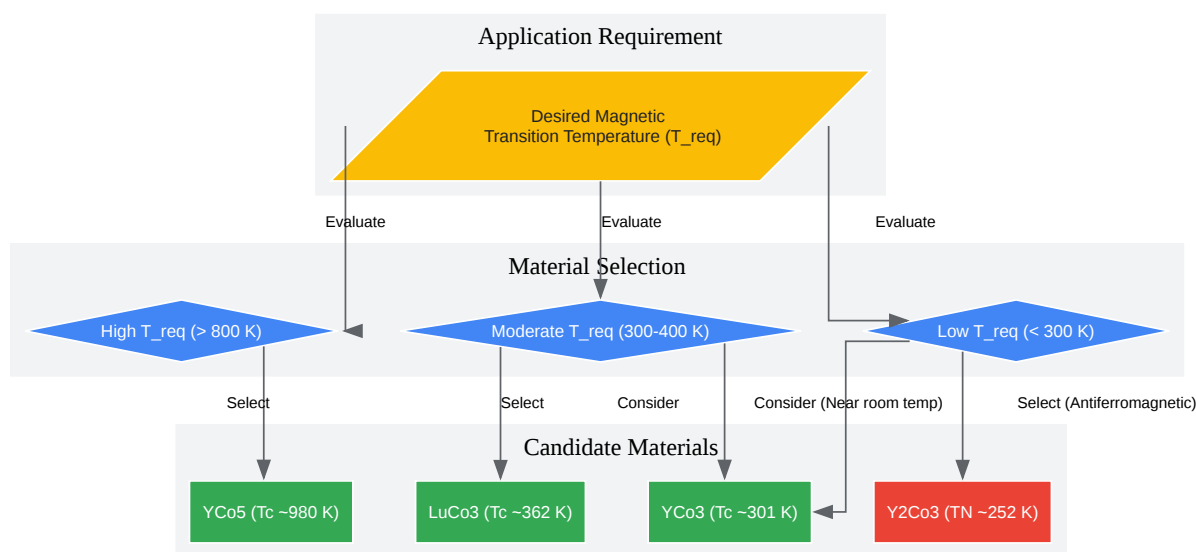 Application Requirement
Desired Magnetic
Transition Temperature (T_req)
Evaluate
Evaluate
Evaluate
Material Selection
High T_req (> 800 K)
Moderate T_req (300-400 K)
Low T_req (< 300 K)
Select
Select
Consider
Consider (Near room temp)
Select (Antiferromagnetic)
Candidate Materials
YCo5 (Tc ~980 K)
LuCo3 (Tc ~362 K)
YCo3 (Tc ~301 K)
Y2Co3 (TN ~252 K)